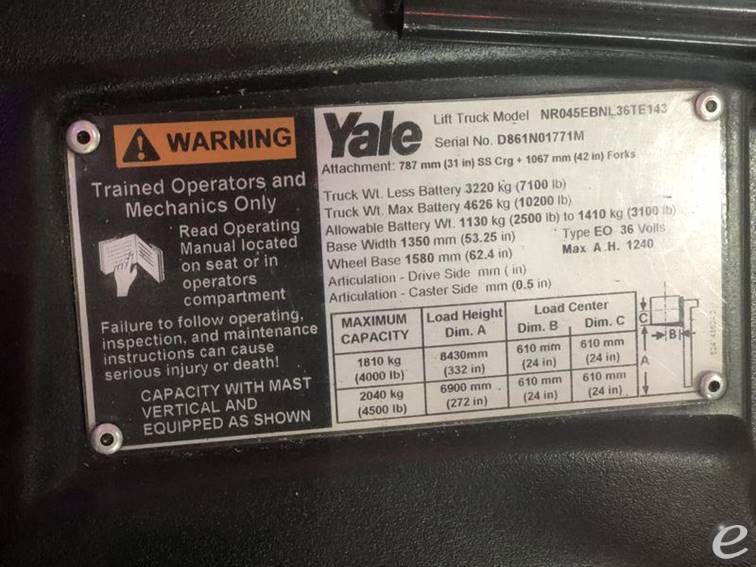 WARNING
Trained Operators and
Mechanics Only
Read Operating
Manual located
on seat or in
operators
compartment
Failure to follow operating,
inspection, and maintenance
instructions can cause
serious injury or death!
CAPACITY WITH MAST
VERTICAL AND
EQUIPPED AS SHOWN
Yale
Lift Truck Model NR045EBNL36TE143
Serial No. D861N01771M
Attachment: 787 mm (31 in) SS Crg + 1067 mm (42 in) Forks
Truck Wt. Less Battery 3220 kg (7100 lb)
Truck Wt. Max Battery 4626 kg (10200 lb)
Allowable Battery Wt. 1130 kg (2500 lb) to 1410 kg (3100 lb)
Base Width 1350 mm (53.25 in) Type EO 36 Volts
Wheel Base 1580 mm (62.4 in) Max A.H. 1240
Articulation - Drive Side mm ( in)
Articulation - Caster Side mm (0.5 in)
MAXIMUM CAPACITY Load Height Dim. A Load Center Dim. B Dim. C
1810 kg (4000 lb) 8430mm (332 in) 610 mm (24 in) 610 mm (24 in)
2040 kg (4500 lb) 6900 mm (272 in) 610 mm (24 in) 610 mm (24 in)
C
B
A
e